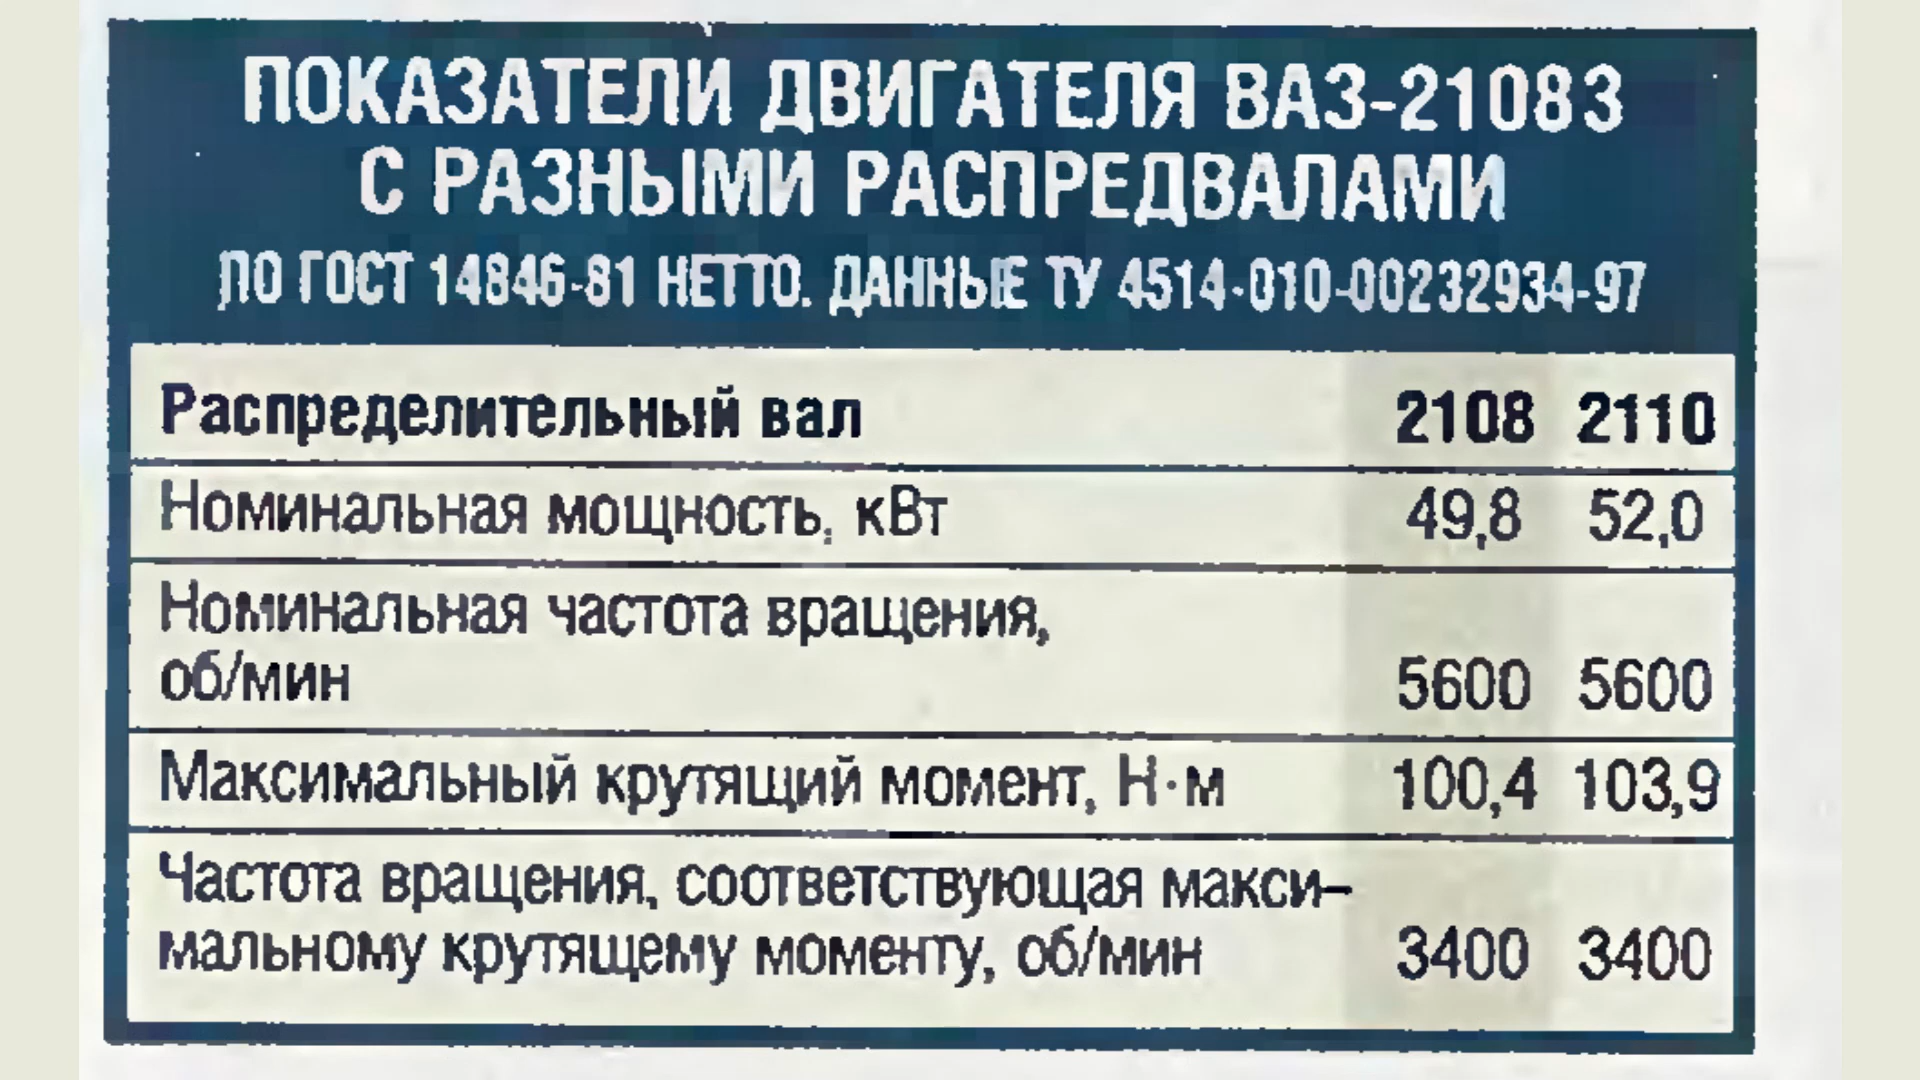 ПОКАЗАТЕЛИ ДВИГАТЕЛЯ ВАЗ-21083
С РАЗНЫМИ РАСПРЕДВАЛАМИ
ПО ГОСТ 14846-81 НЕТТО. ДАННЫЕ ТУ 4514-010-00232934-97
Распределительный вал 2108 2110
Номинальная мощность, кВт 49,8 52,0
Номинальная частота вращения,
об/мин 5600 5600
Максимальный крутящий момент, Н·м 100,4 103,9
Частота вращения, соответствующая макси–
мальному крутящему моменту, об/мин 3400 3400